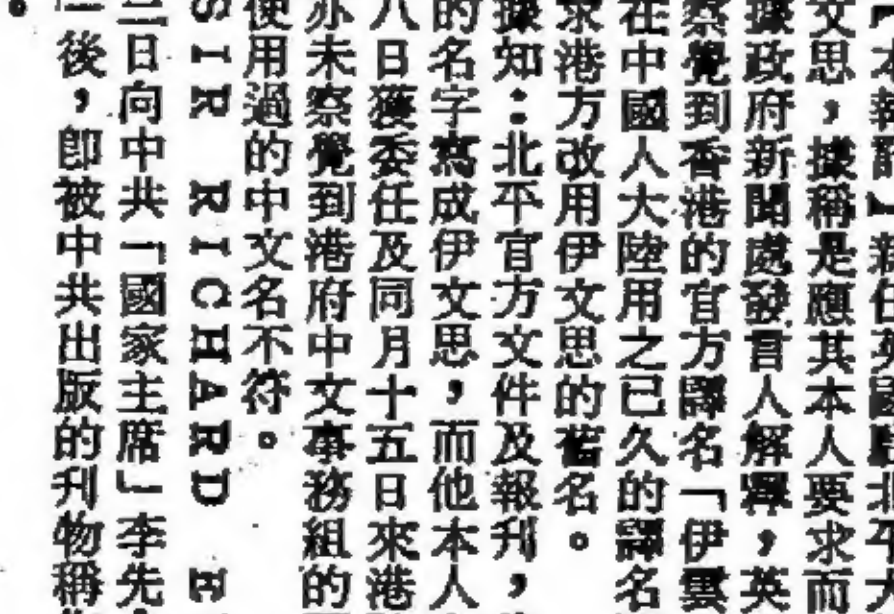 本報訊」新任英國駐北平大
文思，據稱是應其本人要求而
據政府新聞處發言人解釋，英
察覺到香港的官方譯名「伊雲
在中國人大陸用之已久的譯名
求港方改用伊文思的舊名。
據知：北平官方文件及報刊，
的名字寫成伊文思，而他本人
八日獲委任及同月十五日來港
亦未察覺到港府中文事務組的
使用過的中文名不符。
SIR RICHARD E
三日向中共「國家主席」李先
後，即被中共出版的刊物稱
。